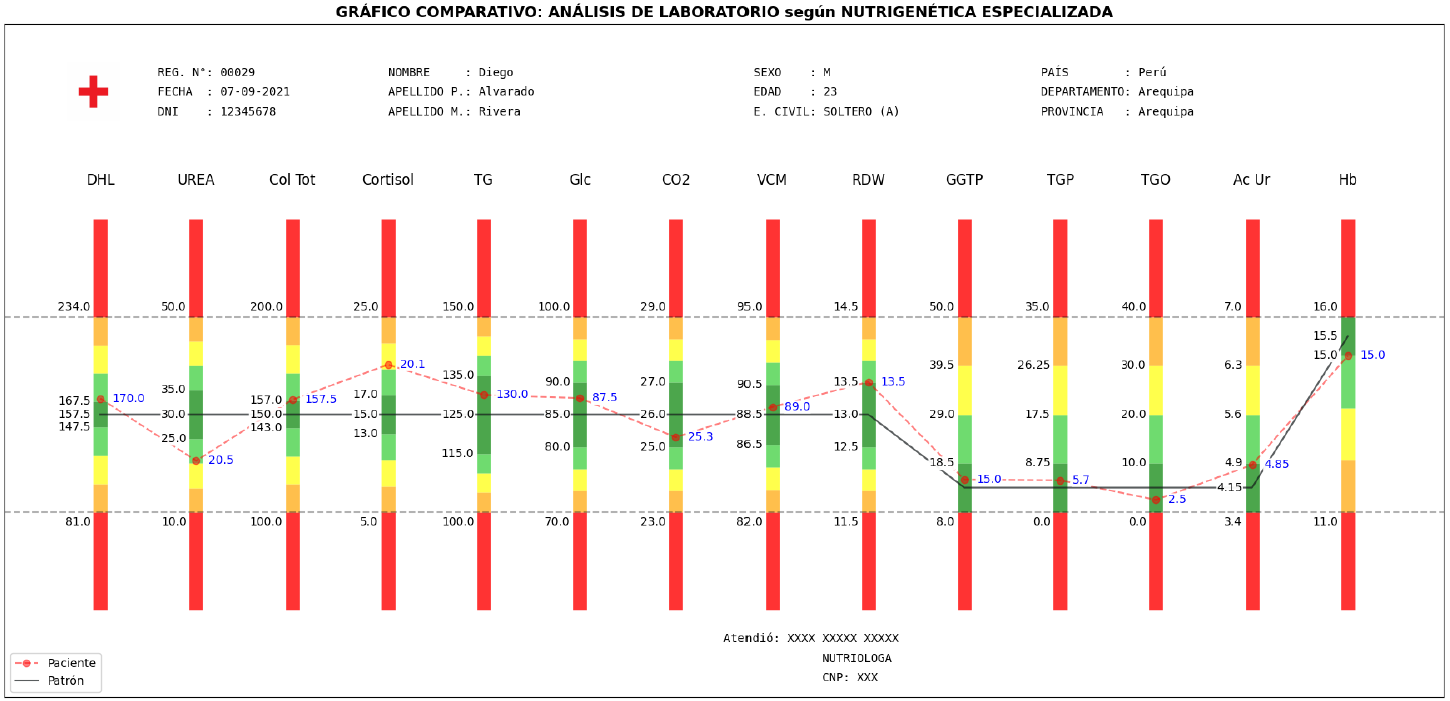 GRÁFICO COMPARATIVO: ANÁLISIS DE LABORATORIO según NUTRIGENÉTICA ESPECIALIZADA
REG. N°: 00029 NOMBRE : Diego SEXO : M PAÍS : Perú
FECHA : 07-09-2021 APELLIDO P.: Alvarado EDAD : 23 DEPARTAMENTO: Arequipa
DNI : 12345678 APELLIDO M.: Rivera E. CIVIL: SOLTERO (A) PROVINCIA : Arequipa
DHL UREA Col Tot Cortisol TG Glc CO2 VCM RDW GGTP TGP TGO Ac Ur Hb
234.0 50.0 200.0 25.0 150.0 100.0 29.0 95.0 14.5 50.0 35.0 40.0 7.0 16.0
15.5
15.0 15.0
20.1 39.5 26.25 30.0 6.3
135.0 90.0 27.0 90.5 13.5 13.5
35.0 17.0 130.0 87.5
167.5 170.0 157.0 157.5 89.0
157.5 30.0 150.0 15.0 125.0 85.0 26.0 88.5 13.0 29.0 17.5 20.0 5.6
147.5 25.0 143.0 13.0 25.3
115.0 80.0 25.0 86.5 12.5
20.5 18.5 8.75 10.0 4.9 4.85
15.0 5.7 4.15
2.5
81.0 10.0 100.0 5.0 100.0 70.0 23.0 82.0 11.5 8.0 0.0 0.0 3.4 11.0
Atendió: XXXX XXXXX XXXXX
NUTRIOLOGA
CNP: XXX
Paciente
Patrón